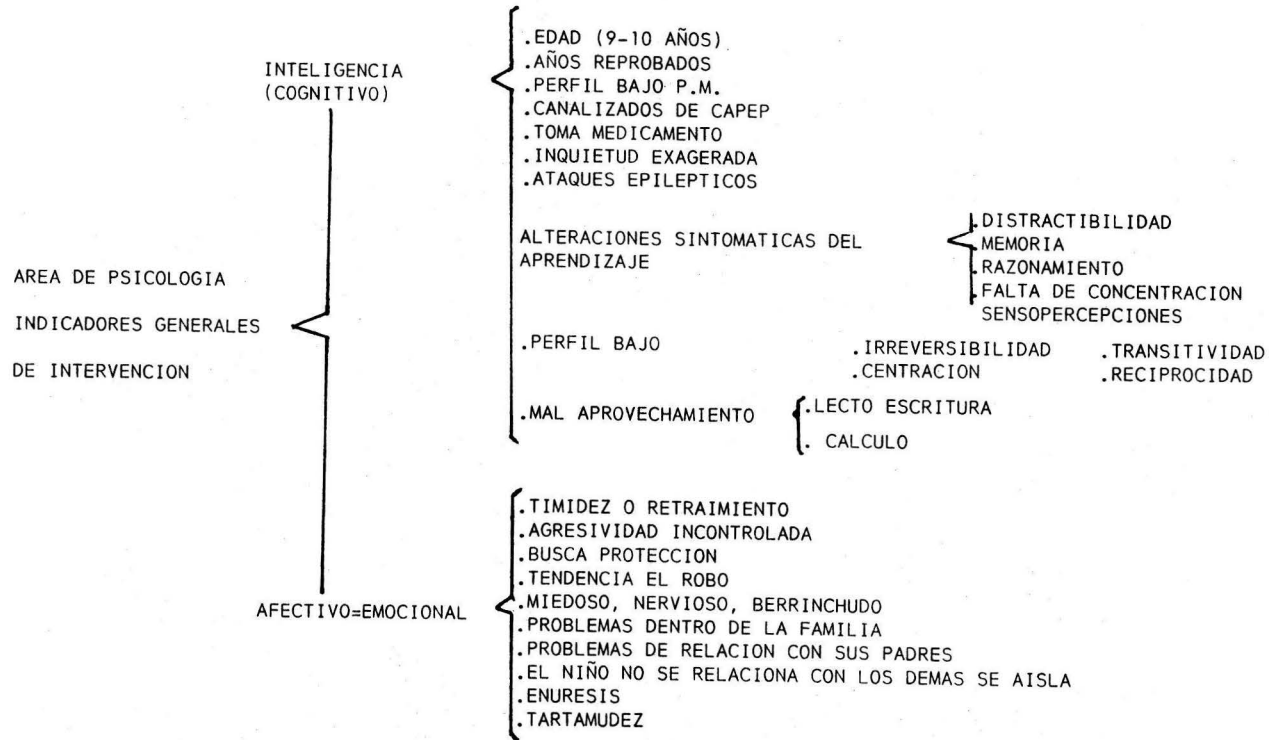 AREA DE PSICOLOGIA
INDICADORES GENERALES
DE INTERVENCION
INTELIGENCIA
(COGNITIVO)
.EDAD (9-10 AÑOS)
.AÑOS REPROBADOS
.PERFIL BAJO P.M.
.CANALIZADOS DE CAPEP
.TOMA MEDICAMENTO
.INQUIETUD EXAGERADA
.ATAQUES EPILEPTICOS
ALTERACIONES SINTOMATICAS DEL
APRENDIZAJE
.DISTRACTIBILIDAD
.MEMORIA
.RAZONAMIENTO
.FALTA DE CONCENTRACION
SENSOPERCEPCIONES
.PERFIL BAJO
.IRREVERSIBILIDAD .TRANSITIVIDAD
.CENTRACION .RECIPROCIDAD
.MAL APROVECHAMIENTO
.LECTO ESCRITURA
. CALCULO
AFECTIVO=EMOCIONAL
.TIMIDEZ O RETRAIMIENTO
.AGRESIVIDAD INCONTROLADA
.BUSCA PROTECCION
.TENDENCIA EL ROBO
.MIEDOSO, NERVIOSO, BERRINCHUDO
.PROBLEMAS DENTRO DE LA FAMILIA
.PROBLEMAS DE RELACION CON SUS PADRES
.EL NIÑO NO SE RELACIONA CON LOS DEMAS SE AISLA
.ENURESIS
.TARTAMUDEZ